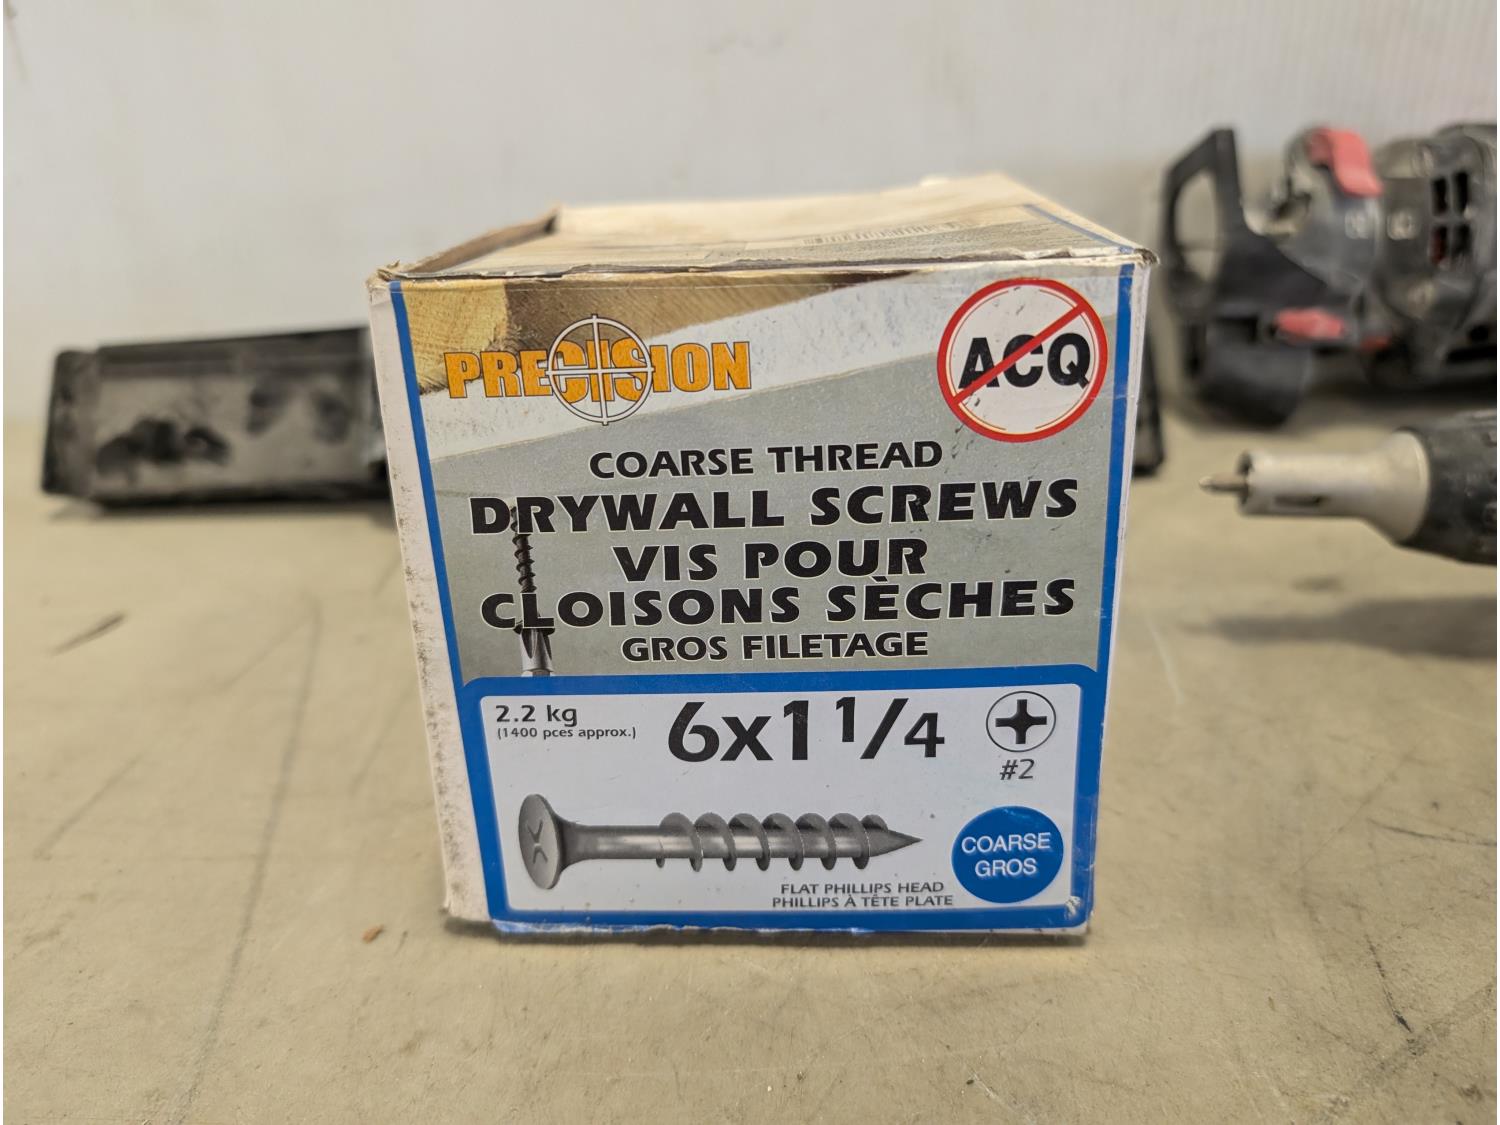 PRECISION
ACQ
COARSE THREAD
DRYWALL SCREWS
VIS POUR
CLOISONS SÈCHES
GROS FILETAGE
2.2 kg
(1400 pces approx.)
6x1 1/4
#2
COARSE
GROS
FLAT PHILLIPS HEAD
PHILLIPS À TÊTE PLATE